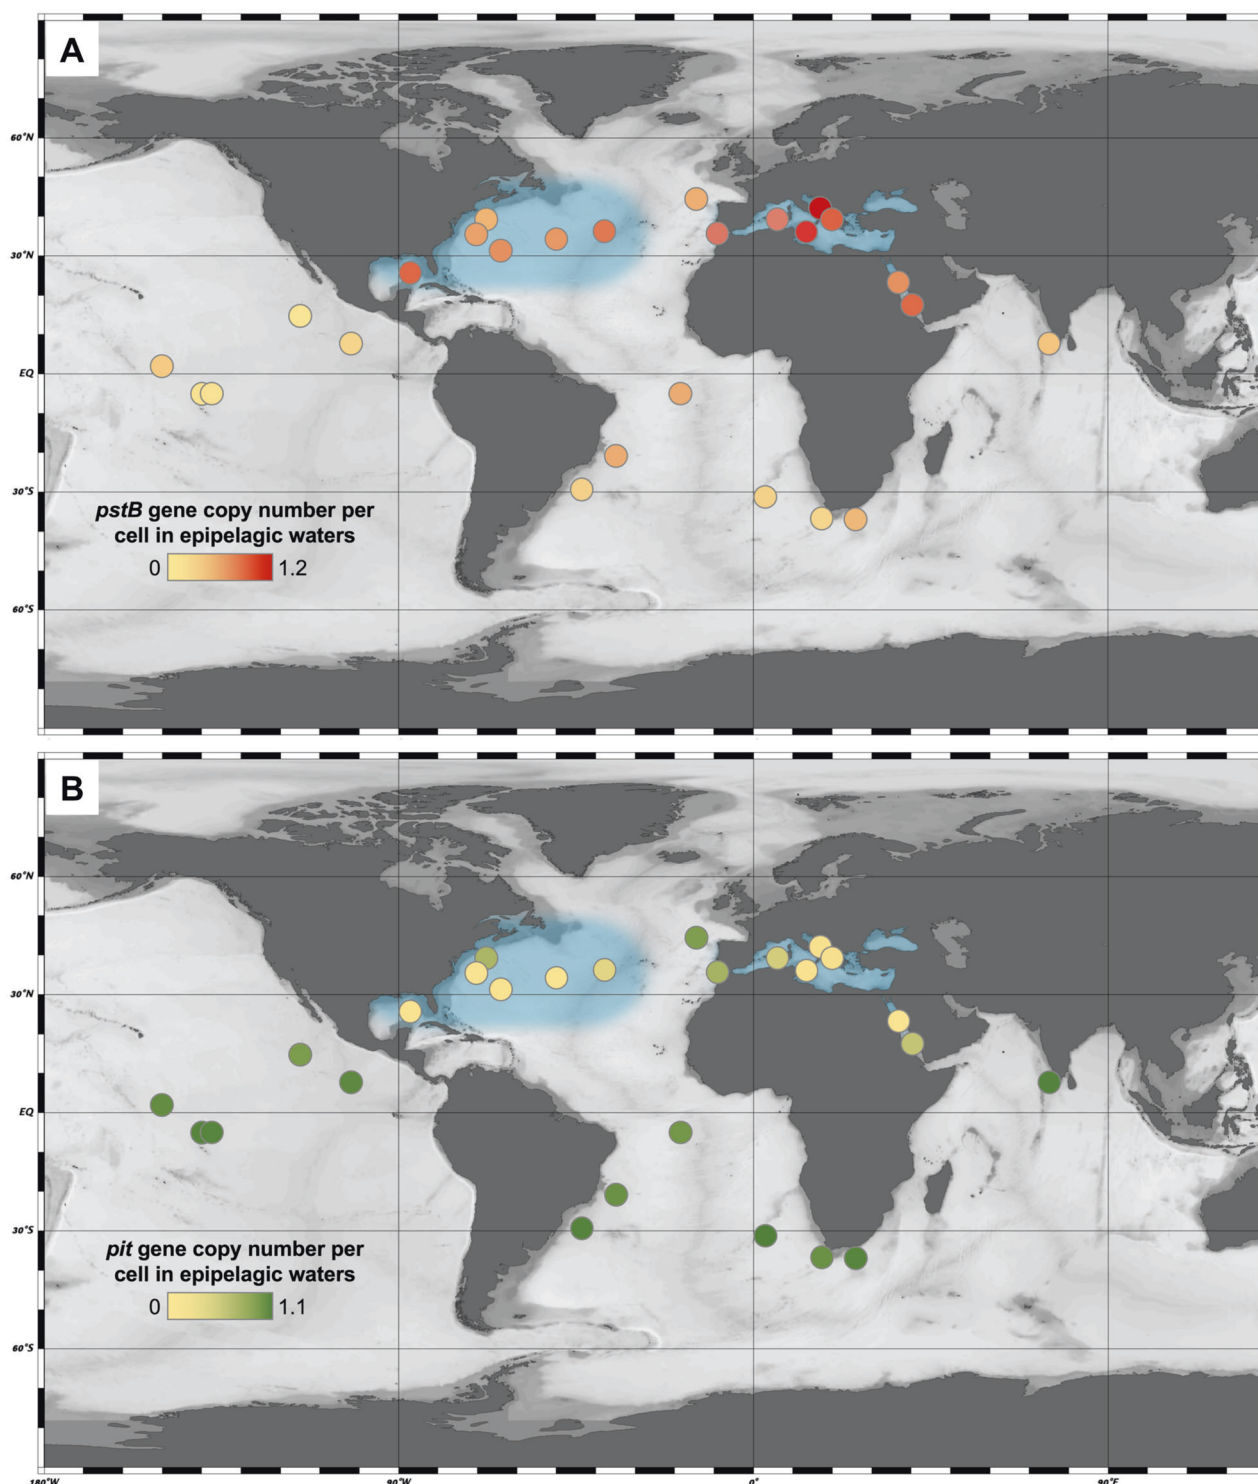 A
60°N
30°N
EQ
30°S
60°S
pstB gene copy number per
cell in epipelagic waters
0 1.2
B
60°N
30°N
EQ
30°S
60°S
pit gene copy number per
cell in epipelagic waters
0 1.1
180°W 90°W 0° 90°E